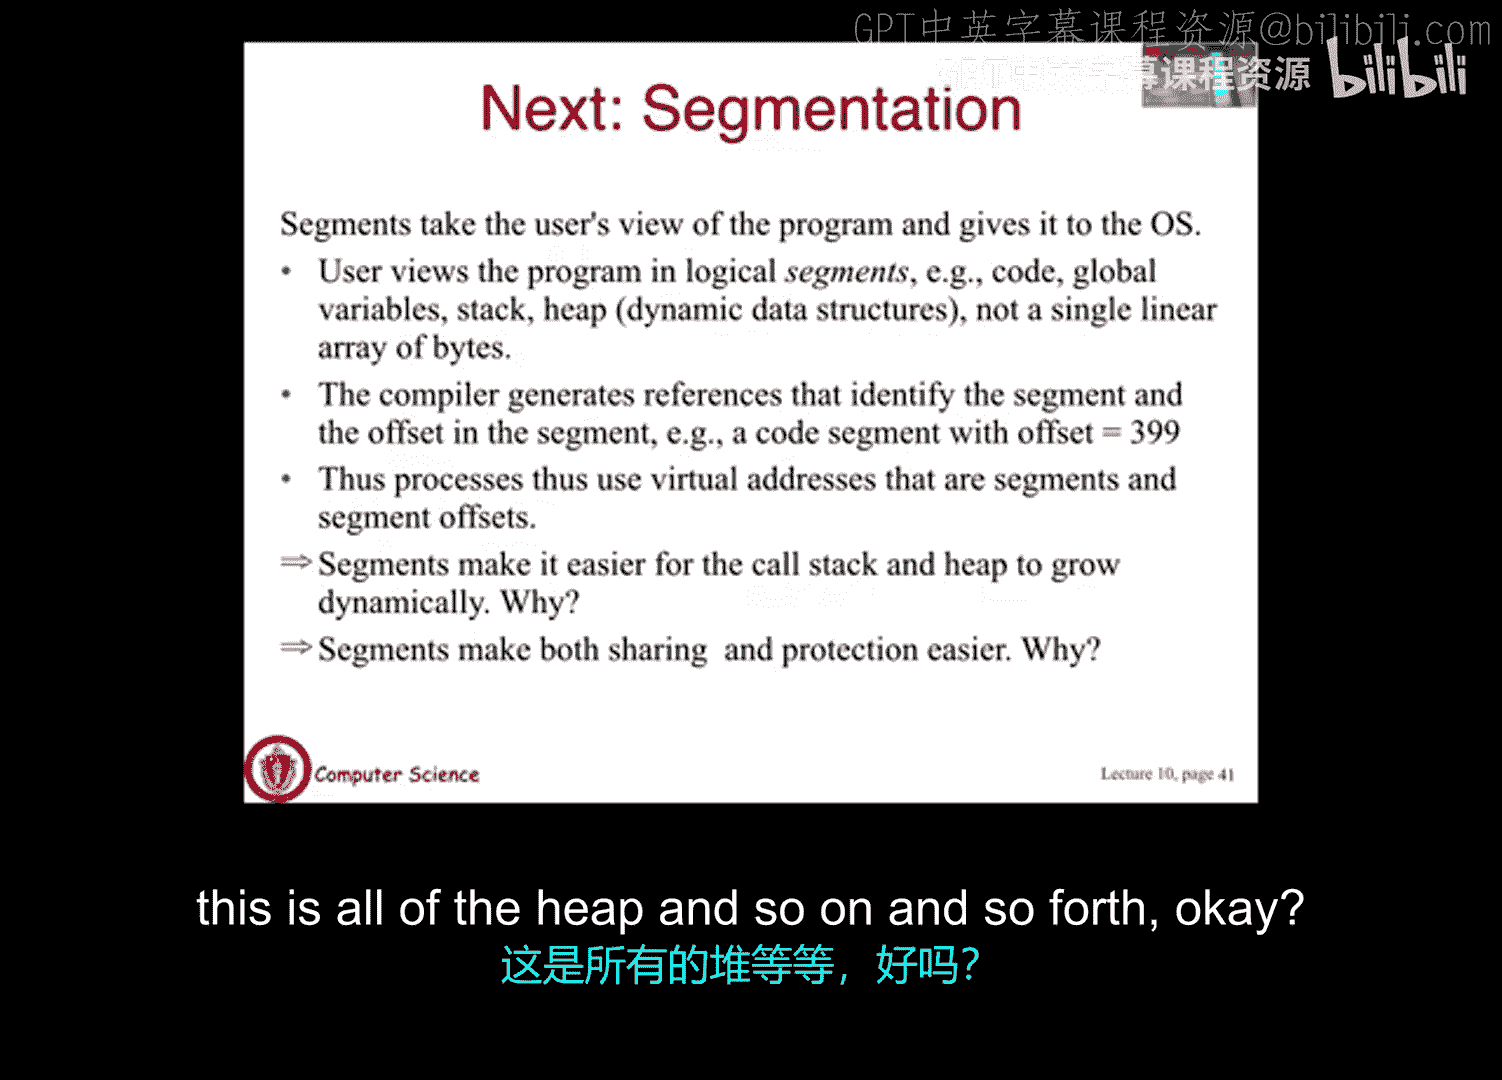 GPT中英字幕课程资源@bilibili.com
课程资源 bilibili
Next: Segmentation
Segments take the user's view of the program and gives it to the OS.
• User views the program in logical segments, e.g., code, global
variables, stack, heap (dynamic data structures), not a single linear
array of bytes.
• The compiler generates references that identify the segment and
the offset in the segment, e.g., a code segment with offset = 399
• Thus processes thus use virtual addresses that are segments and
segment offsets.
⇒ Segments make it easier for the call stack and heap to grow
dynamically. Why?
⇒ Segments make both sharing and protection easier. Why?
Computer Science
Lecture 10, page 41
this is all of the heap and so on and so forth, okay?
这是所有的堆等等，好吗？